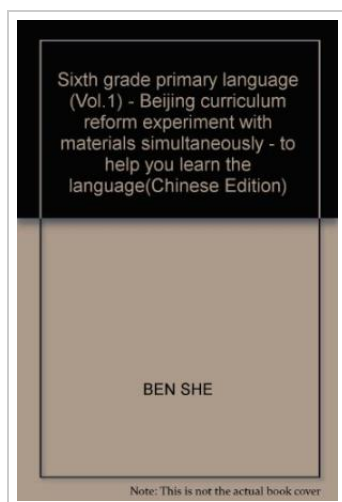 Sixth grade primary language
(Vol.1) - Beijing curriculum
reform experiment with
materials simultaneously - to
help you learn the
language(Chinese Edition)
BEN SHE
Note: This is not the actual book cover